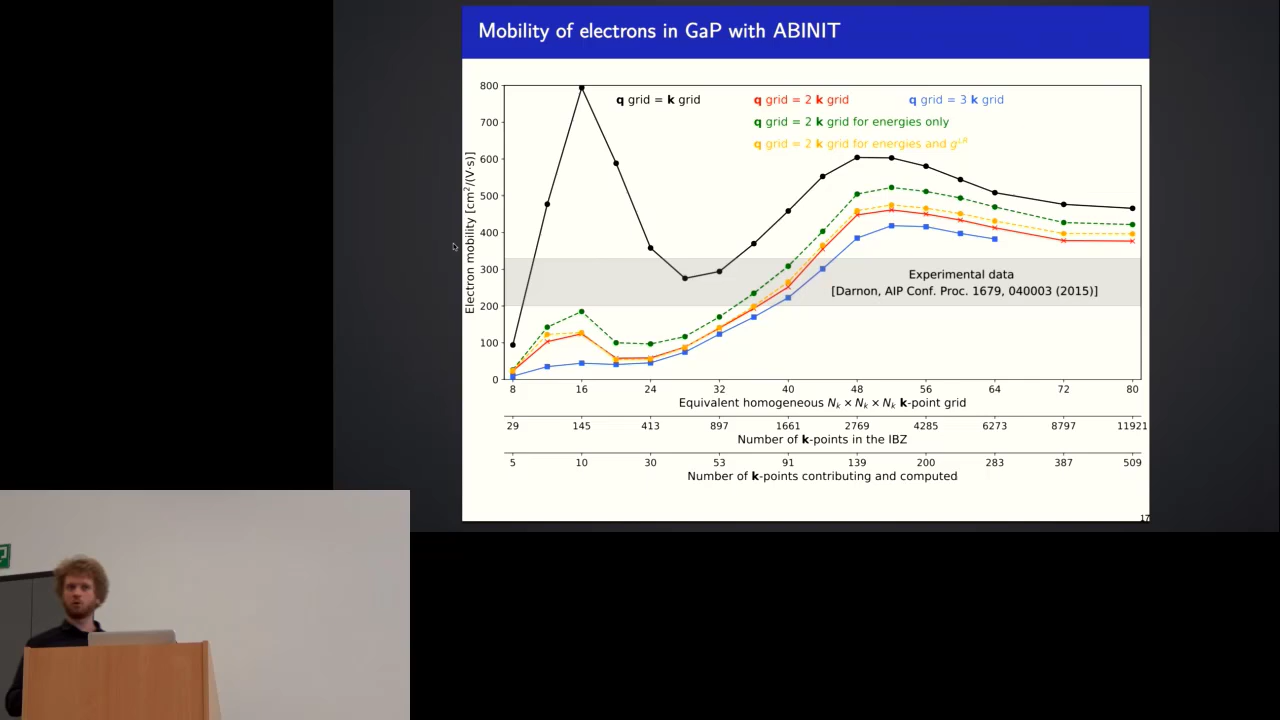 Mobility of electrons in GaP with ABINIT
q grid = k grid
q grid = 2 k grid
q grid = 3 k grid
q grid = 2 k grid for energies only
q grid = 2 k grid for energies and g^LR
Electron mobility [cm²/(V·s)]
800
700
600
500
400
300
200
100
0
Experimental data
[Darnon, AIP Conf. Proc. 1679, 040003 (2015)]
8 16 24 32 40 48 56 64 72 80
Equivalent homogeneous Nₖ × Nₖ × Nₖ k-point grid
29 145 413 897 1661 2769 4285 6273 8797 11921
Number of k-points in the IBZ
5 10 30 53 91 139 200 283 387 509
Number of k-points contributing and computed
17